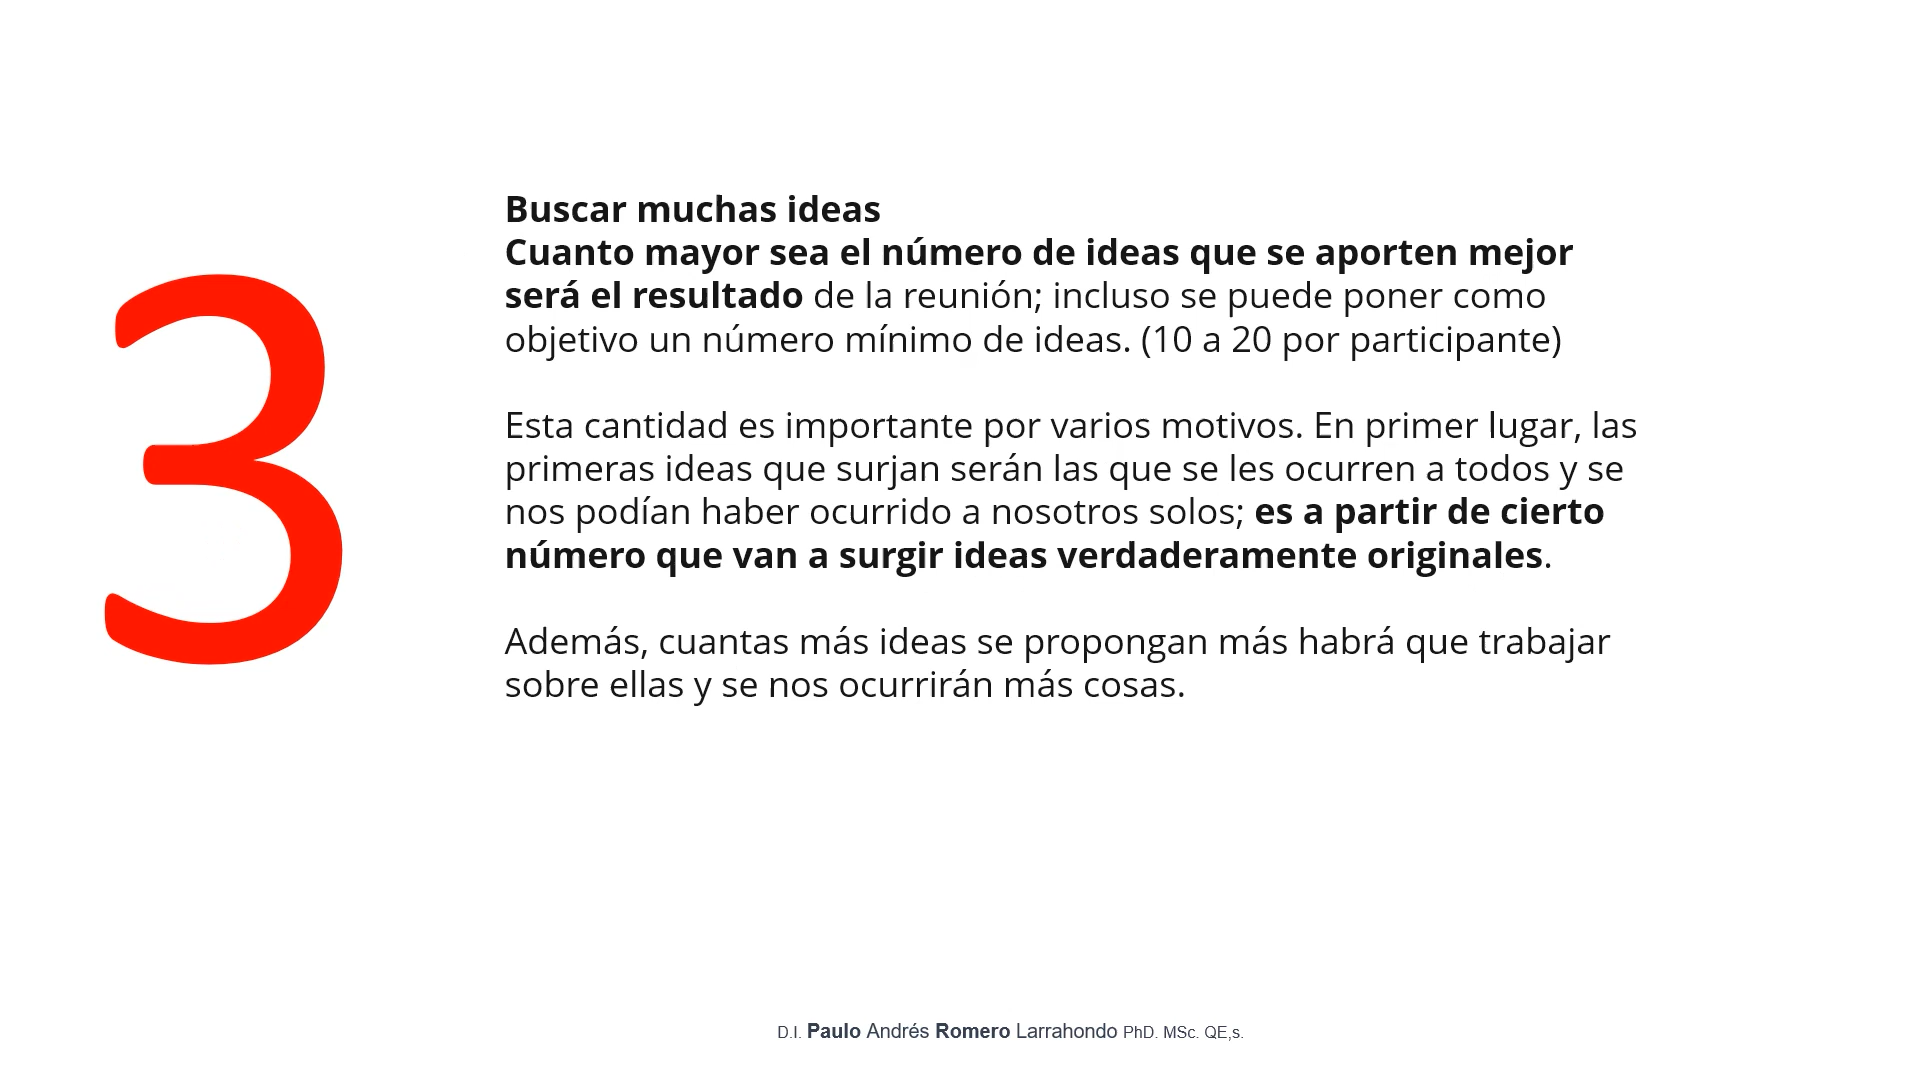 3
Buscar muchas ideas
Cuanto mayor sea el número de ideas que se aporten mejor
será el resultado de la reunión; incluso se puede poner como
objetivo un número mínimo de ideas. (10 a 20 por participante)
Esta cantidad es importante por varios motivos. En primer lugar, las
primeras ideas que surjan serán las que se les ocurren a todos y se
nos podían haber ocurrido a nosotros solos; es a partir de cierto
número que van a surgir ideas verdaderamente originales.
Además, cuantas más ideas se propongan más habrá que trabajar
sobre ellas y se nos ocurrirán más cosas.
D.I. Paulo Andrés Romero Larrahondo PhD. MSc. QE,s.